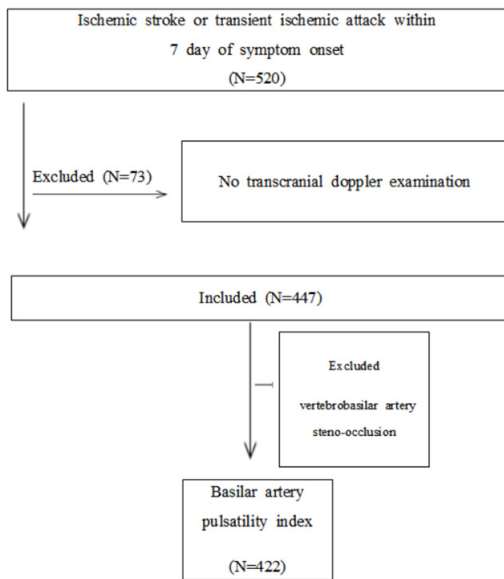 Ischemic stroke or transient ischemic attack within
7 day of symptom onset
(N=520)
Excluded (N=73)
No transcranial doppler examination
Included (N=447)
Excluded
vertebrobasilar artery
steno-occlusion
Basilar artery
pulsatility index
(N=422)